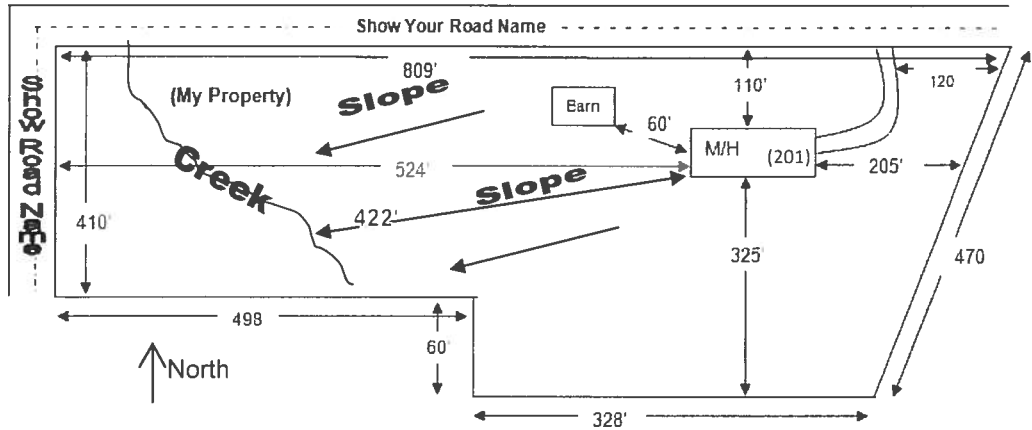 Show Your Road Name
809'
(My Property)
Slope
110'
120
Barn
60'
M/H
(201)
Show Road Name
Creek
524'
205'
Slope
422'
410'
325'
470
498
60'
North
328'